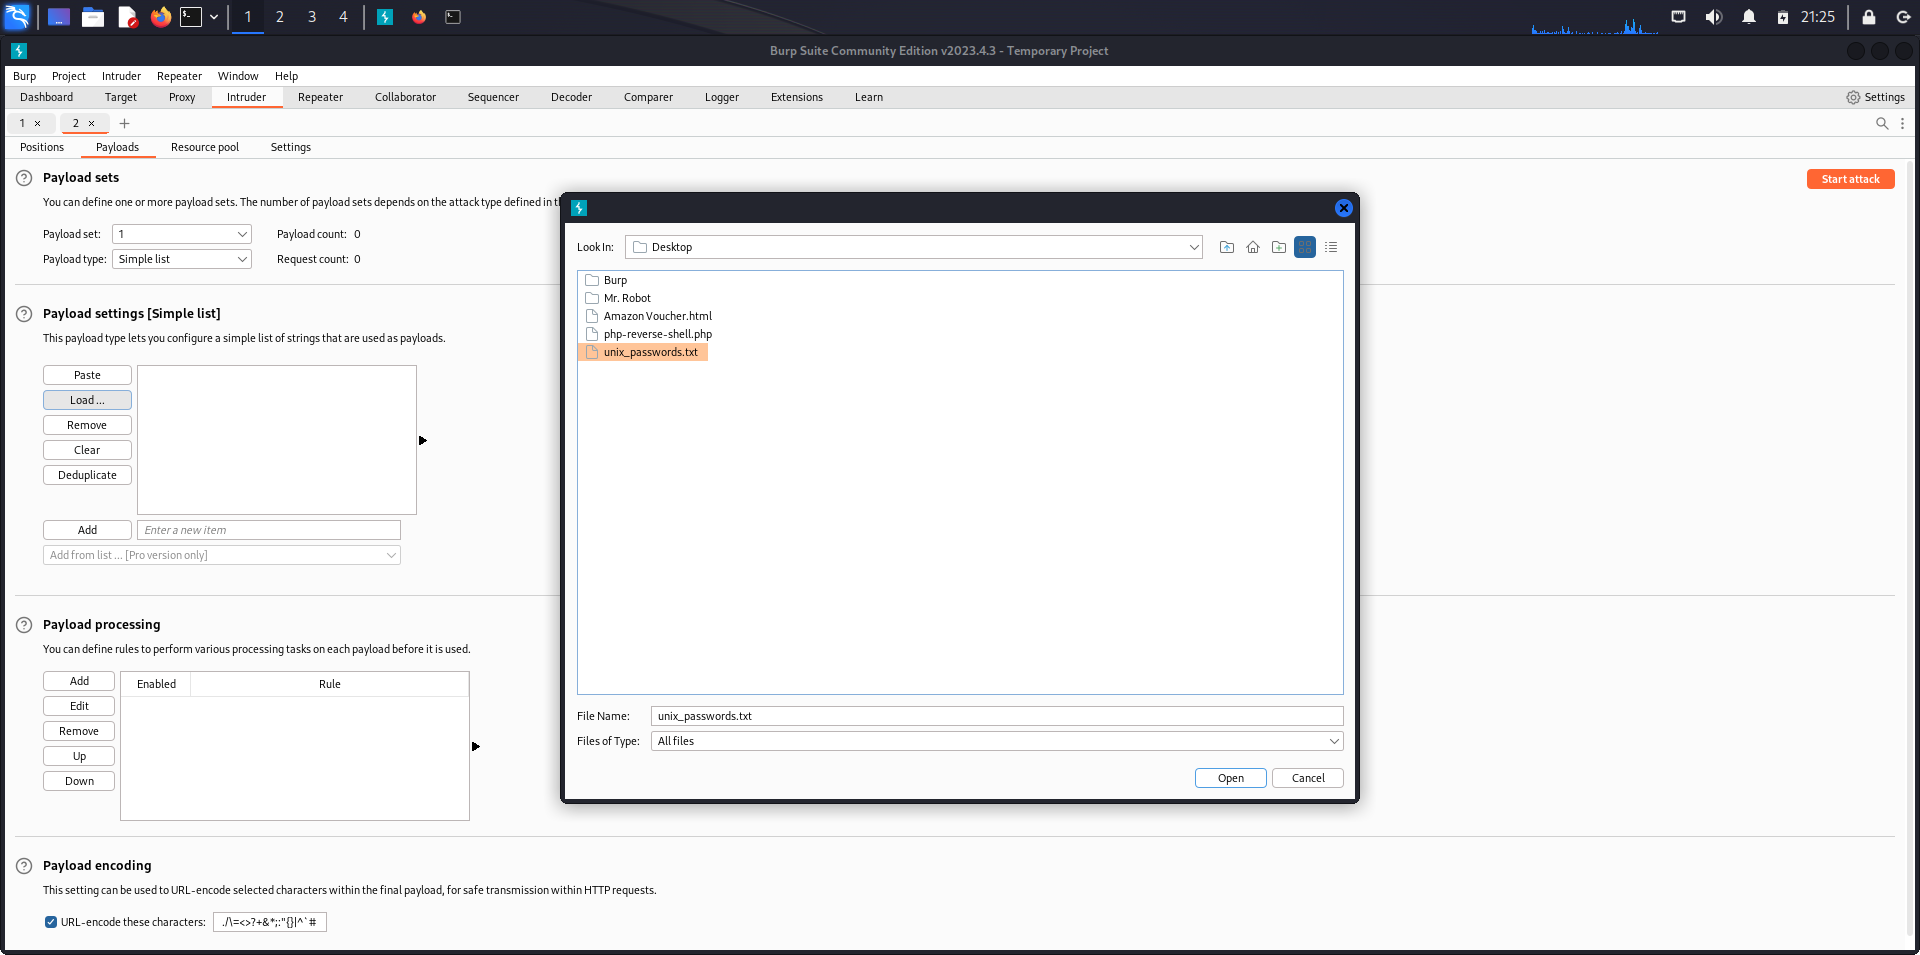 1 2 3 4 21:25
Burp Suite Community Edition v2023.4.3 - Temporary Project
Burp Project Intruder Repeater Window Help
Dashboard Target Proxy Intruder Repeater Collaborator Sequencer Decoder Comparer Logger Extensions Learn Settings
1 × 2 × +
Positions Payloads Resource pool Settings
Payload sets
Start attack
You can define one or more payload sets. The number of payload sets depends on the attack type defined in th
Payload set: 1 Payload count: 0
Payload type: Simple list Request count: 0
Payload settings [Simple list]
This payload type lets you configure a simple list of strings that are used as payloads.
Paste
Load ...
Remove
Clear
Deduplicate
Add Enter a new item
Add from list ... [Pro version only]
Payload processing
You can define rules to perform various processing tasks on each payload before it is used.
Add
Edit
Remove
Up
Down
Enabled Rule
Payload encoding
This setting can be used to URL-encode selected characters within the final payload, for safe transmission within HTTP requests.
URL-encode these characters: ./\=<>?+&*;:"{}|^`#
Look In: Desktop
Burp
Mr. Robot
Amazon Voucher.html
php-reverse-shell.php
unix_passwords.txt
File Name: unix_passwords.txt
Files of Type: All files
Open Cancel